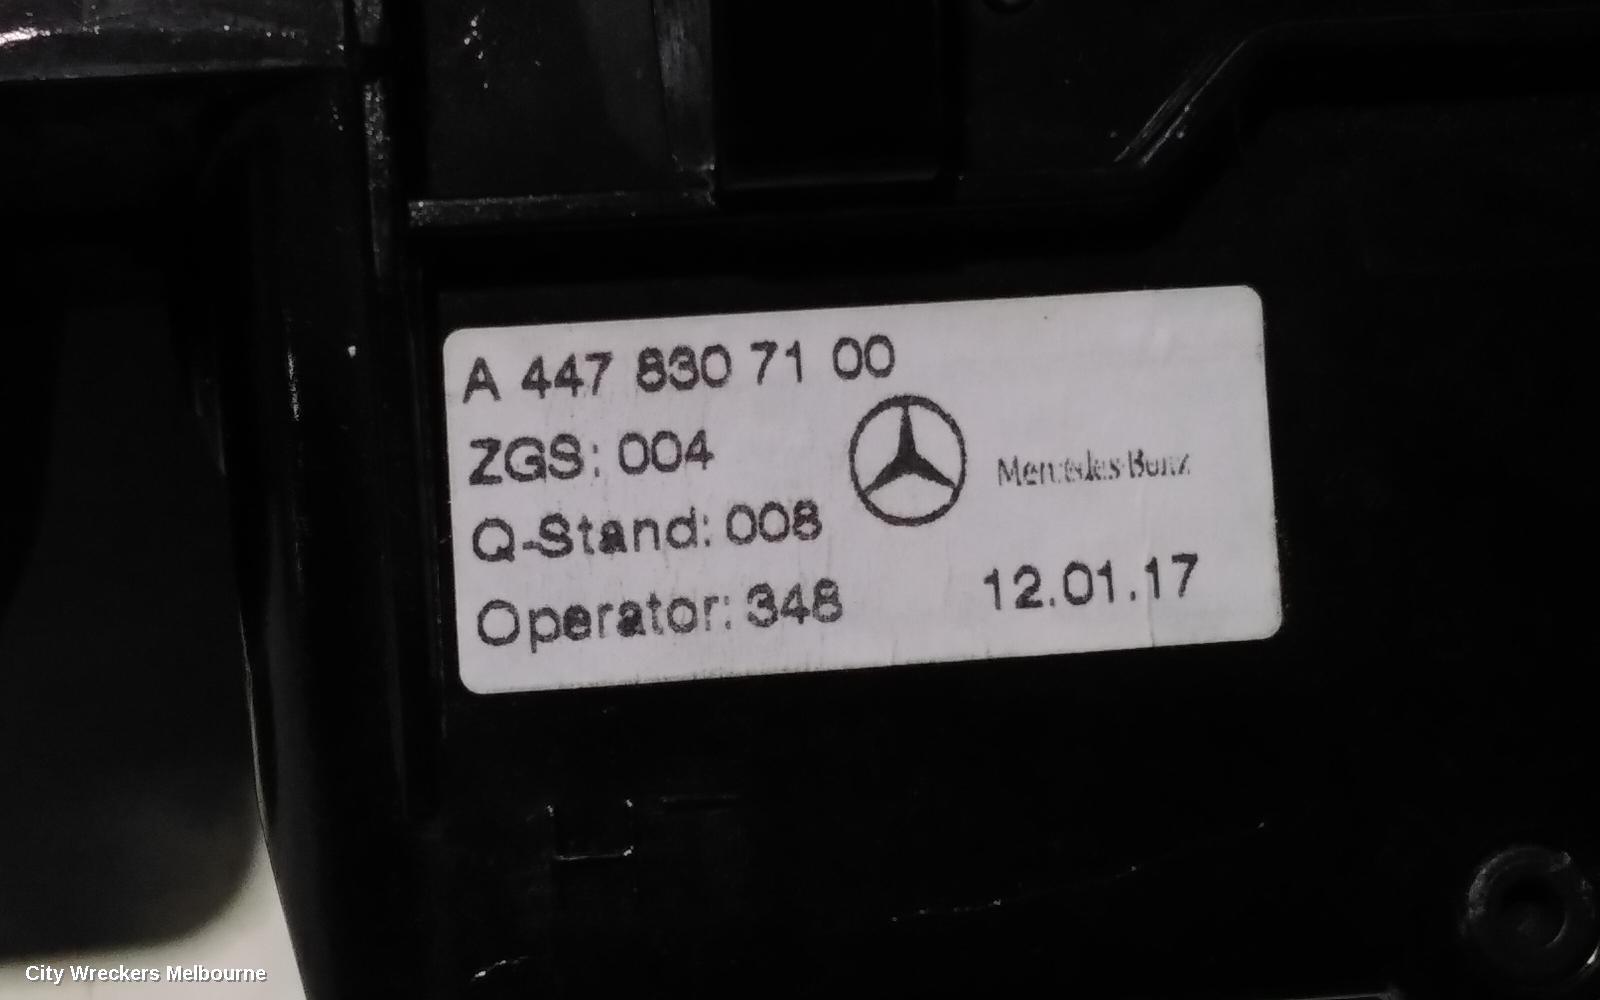 A 447 830 71 00
ZGS: 004
Q-Stand: 008
Mercedes-Benz
Operator: 348
12.01.17
City Wreckers Melbourne